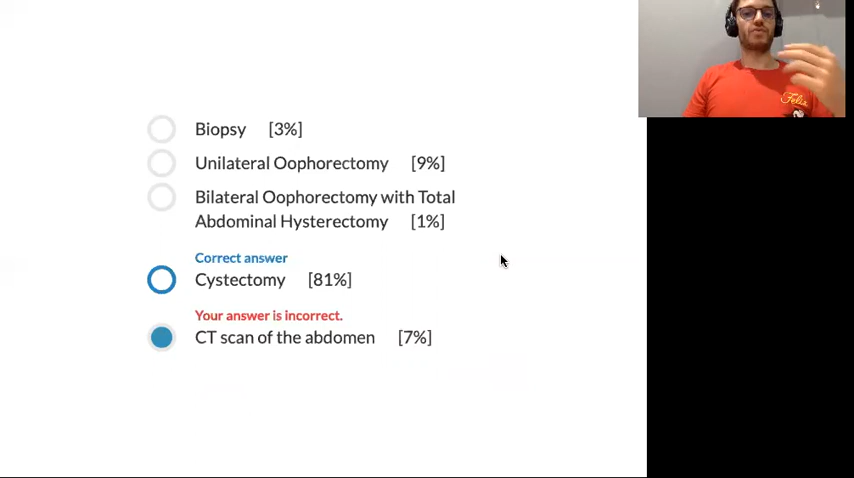 Biopsy [3%]
Unilateral Oophorectomy [9%]
Bilateral Oophorectomy with Total
Abdominal Hysterectomy [1%]
Correct answer
Cystectomy [81%]
Your answer is incorrect.
CT scan of the abdomen [7%]
Felix